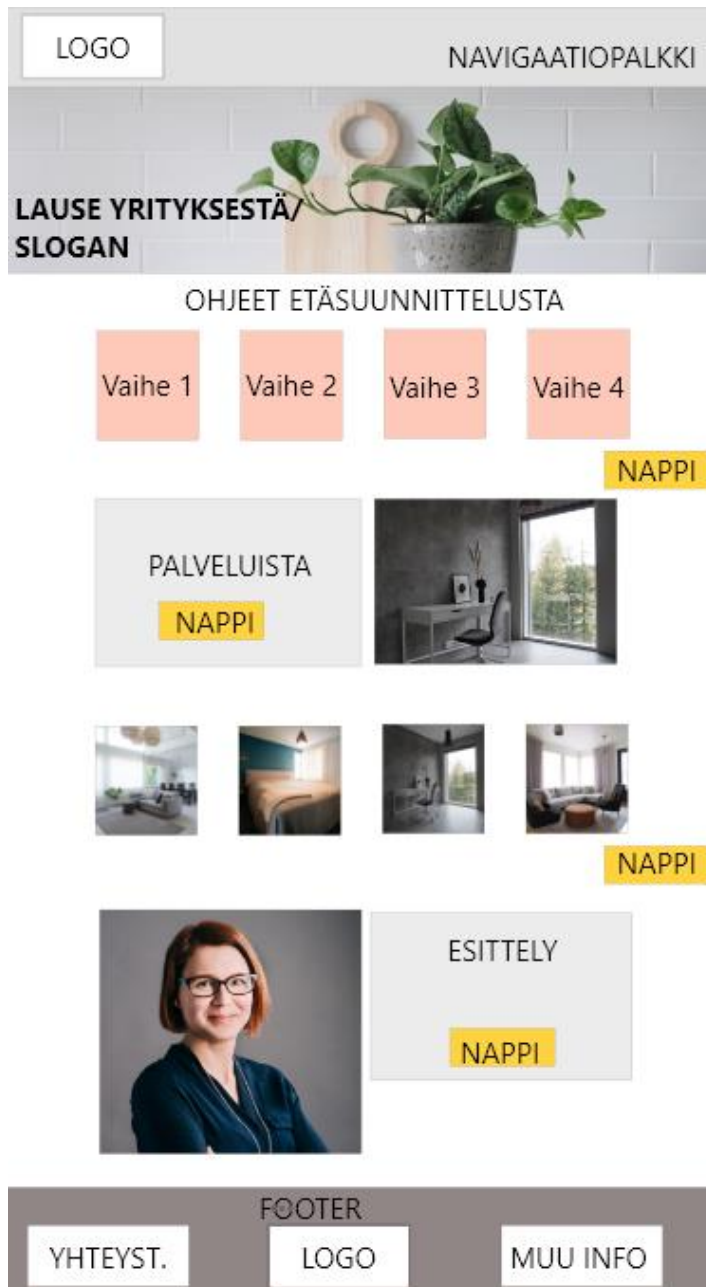 LOGO
NAVIGAATIOPALKKI
LAUSE YRITYKSESTÄ/
SLOGAN
OHJEET ETÄSUUNNITTELUSTA
Vaihe 1
Vaihe 2
Vaihe 3
Vaihe 4
NAPPI
PALVELUISTA
NAPPI
NAPPI
ESITTELY
NAPPI
FOOTER
YHTEYST.
LOGO
MUU INFO